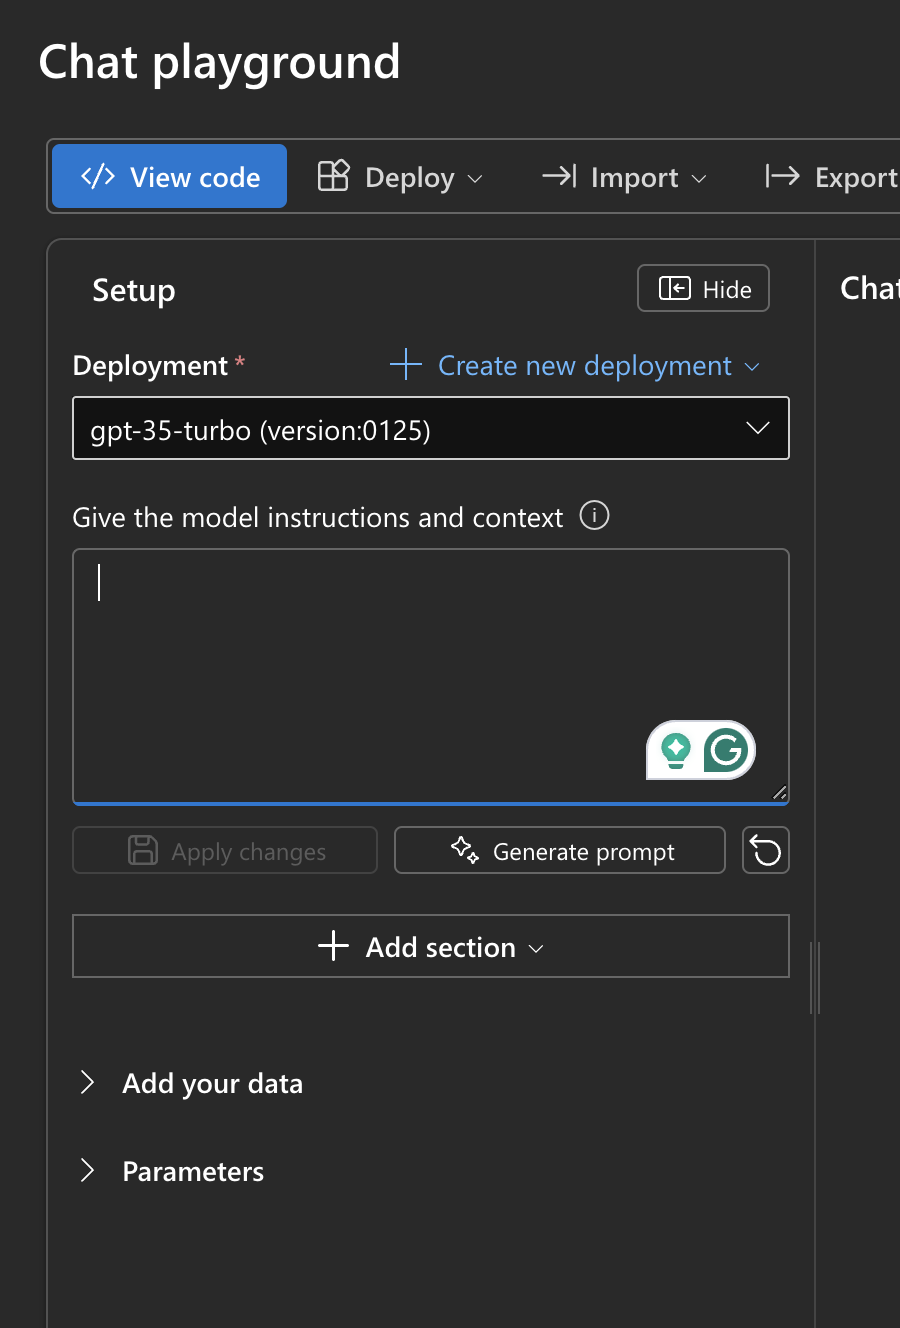 Chat playground
</> View code Deploy Import Export
Setup Hide Chat
Deployment * Create new deployment
gpt-35-turbo (version:0125)
Give the model instructions and context
Apply changes Generate prompt
Add section
Add your data
Parameters